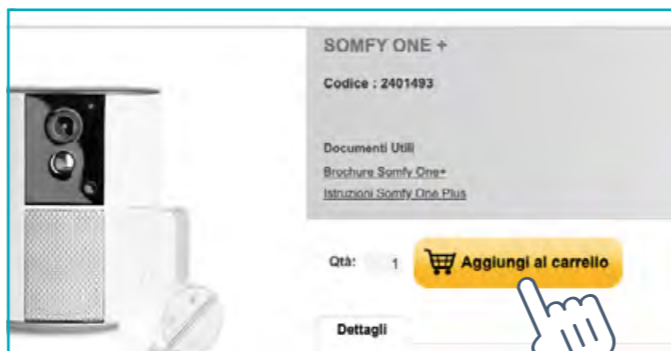 SOMFY ONE +
Codice : 2401493
Documenti Utili
Brochure Somfy One+
Istruzioni Somfy One Plus
Qtà: 1 Aggiungi al carrello
Dettagli